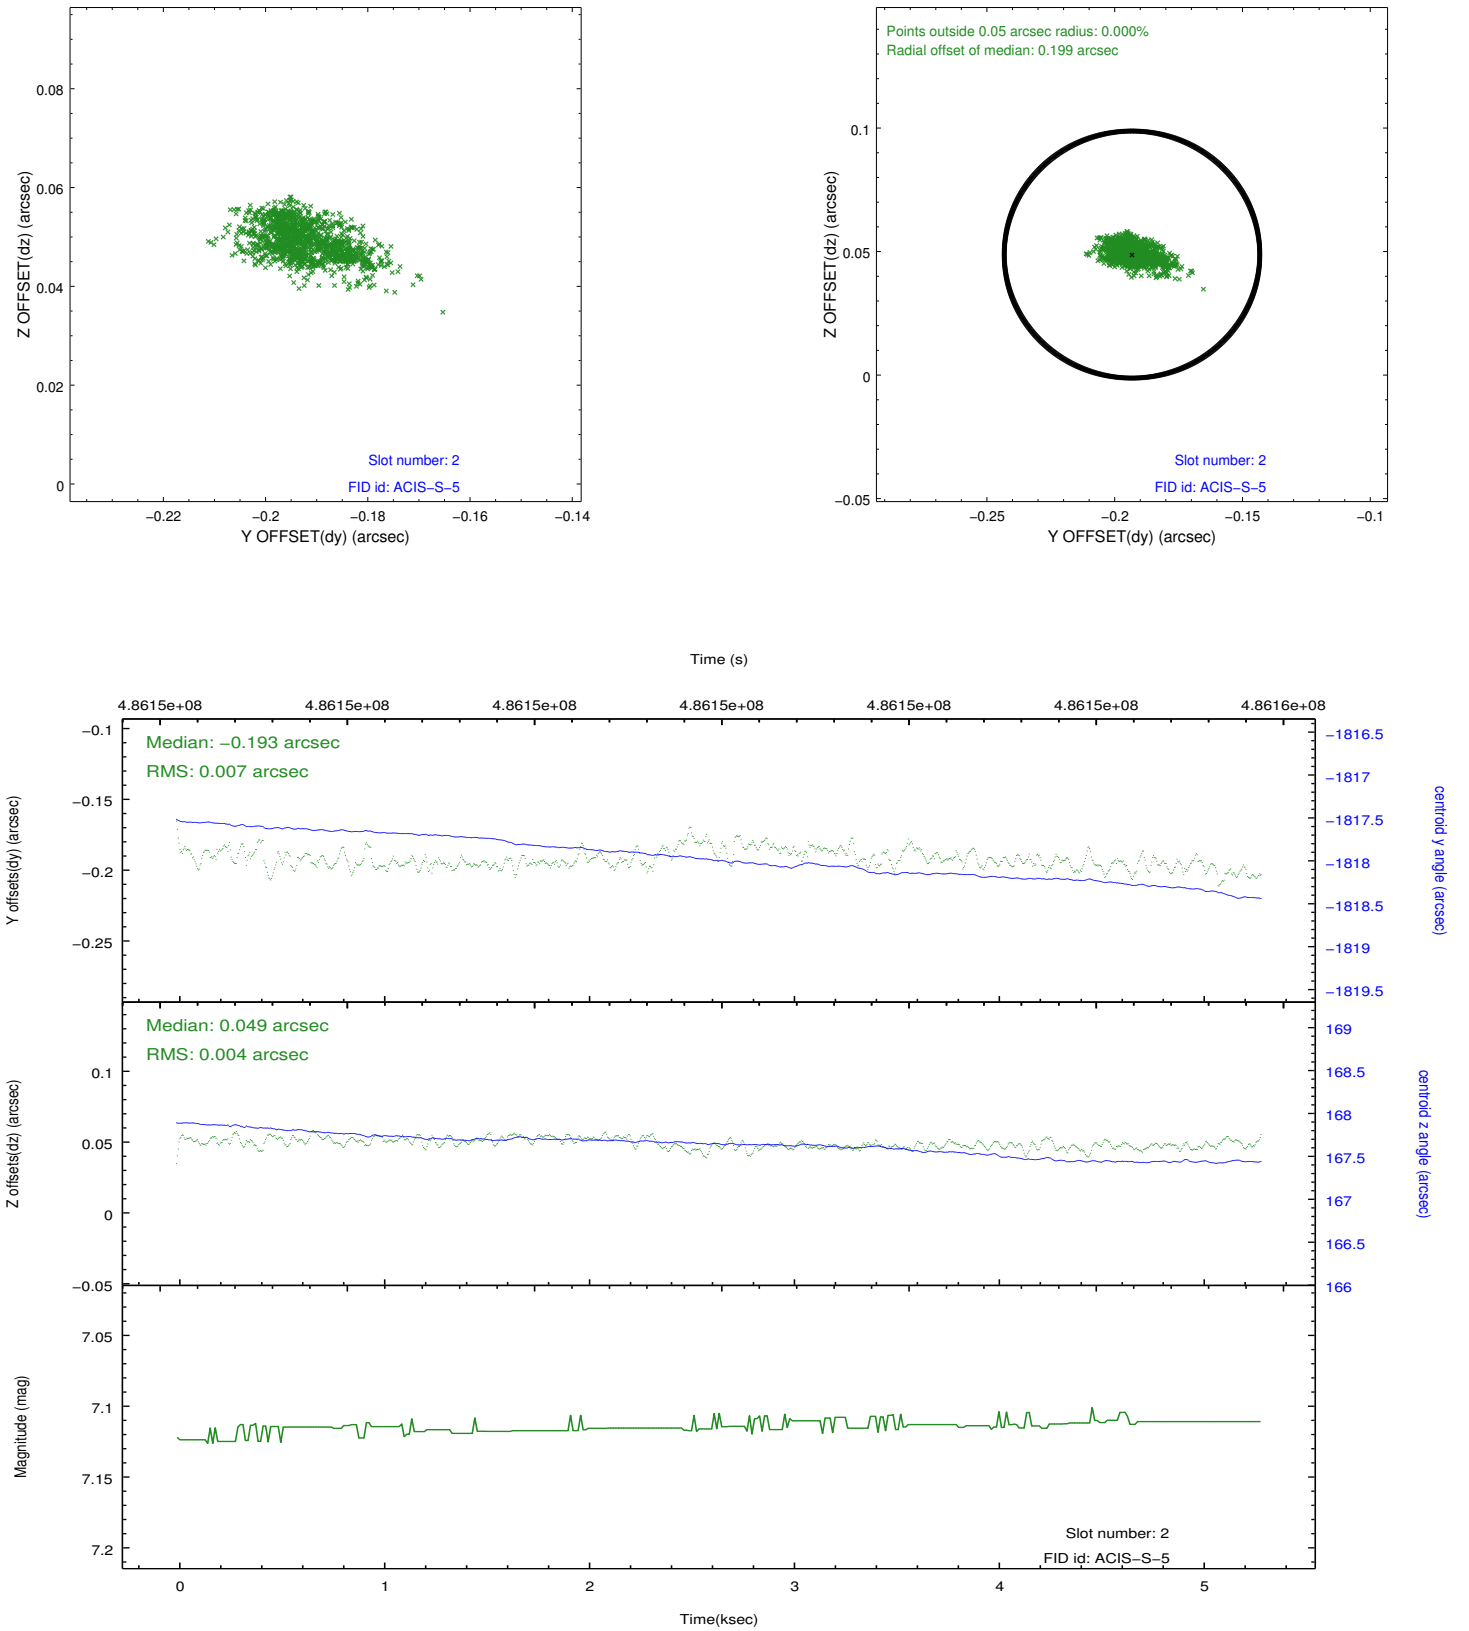 0.08
0.06
0.04
0.02
0
Z OFFSET(dz) (arcsec)
Slot number: 2
FID id: ACIS−S−5
−0.22 −0.2 −0.18 −0.16 −0.14
Y OFFSET(dy) (arcsec)
Points outside 0.05 arcsec radius: 0.000%
Radial offset of median: 0.199 arcsec
0.1
0.05
0
−0.05
Z OFFSET(dz) (arcsec)
Slot number: 2
FID id: ACIS−S−5
−0.25 −0.2 −0.15 −0.1
Y OFFSET(dy) (arcsec)
Time (s)
4.8615e+08 4.8615e+08 4.8615e+08 4.8615e+08 4.8615e+08 4.8615e+08 4.8616e+08
Median: −0.193 arcsec
RMS: 0.007 arcsec
−0.1
−0.15
−0.2
−0.25
Y offsets(dy) (arcsec)
−1816.5
−1817
−1817.5
−1818
−1818.5
−1819
−1819.5
centroid y angle (arcsec)
Median: 0.049 arcsec
RMS: 0.004 arcsec
0.1
0.05
0
−0.05
Z offsets(dz) (arcsec)
169
168.5
168
167.5
167
166.5
166
centroid z angle (arcsec)
7.05
7.1
7.15
7.2
Magnitude (mag)
Slot number: 2
FID id: ACIS−S−5
0 1 2 3 4 5
Time(ksec)